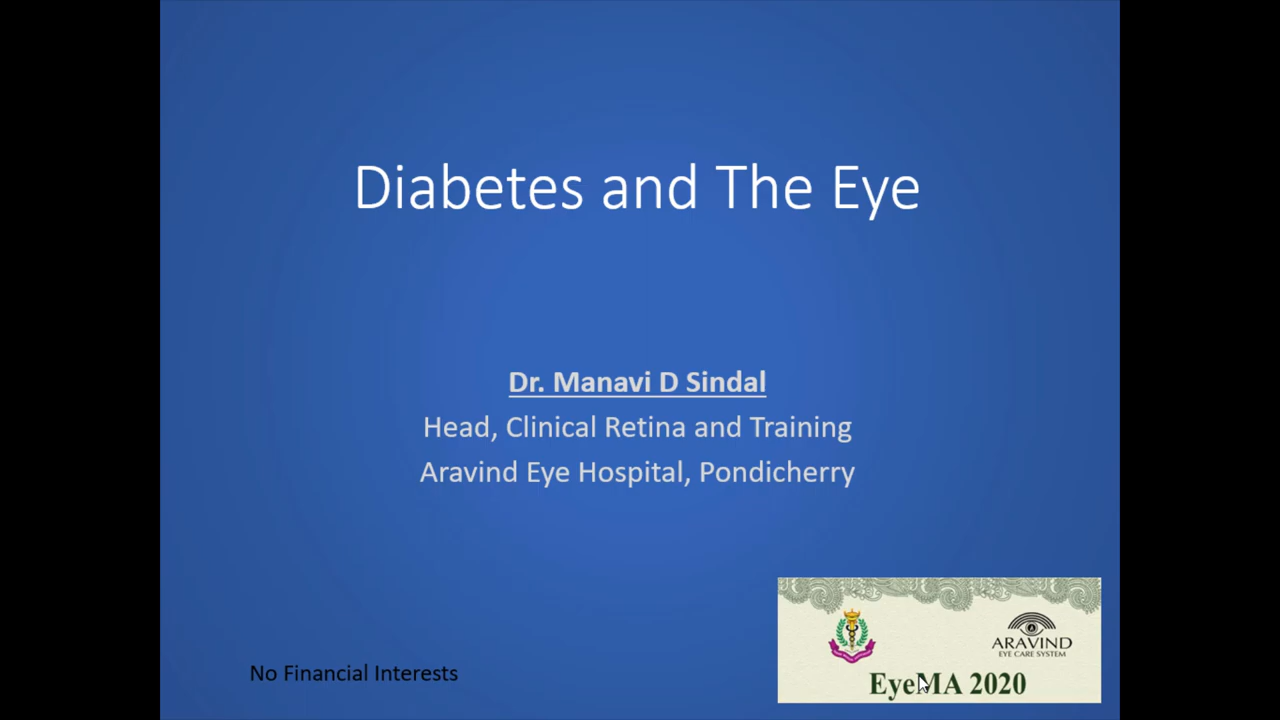 Diabetes and The Eye
Dr. Manavi D Sindal
Head, Clinical Retina and Training
Aravind Eye Hospital, Pondicherry
No Financial Interests
ARAVIND
EYE CARE SYSTEM
EyeMA 2020